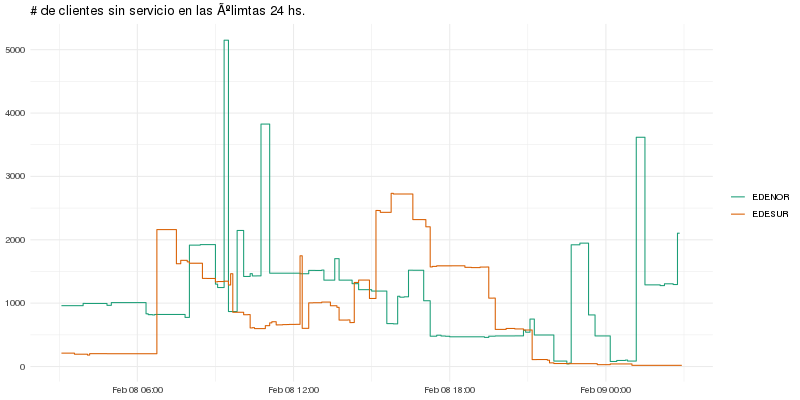 # de clientes sin servicio en las Ãºlimtas 24 hs.
5000
4000
3000
2000
1000
0
Feb 08 06:00
Feb 08 12:00
Feb 08 18:00
Feb 09 00:00
EDENOR
EDESUR